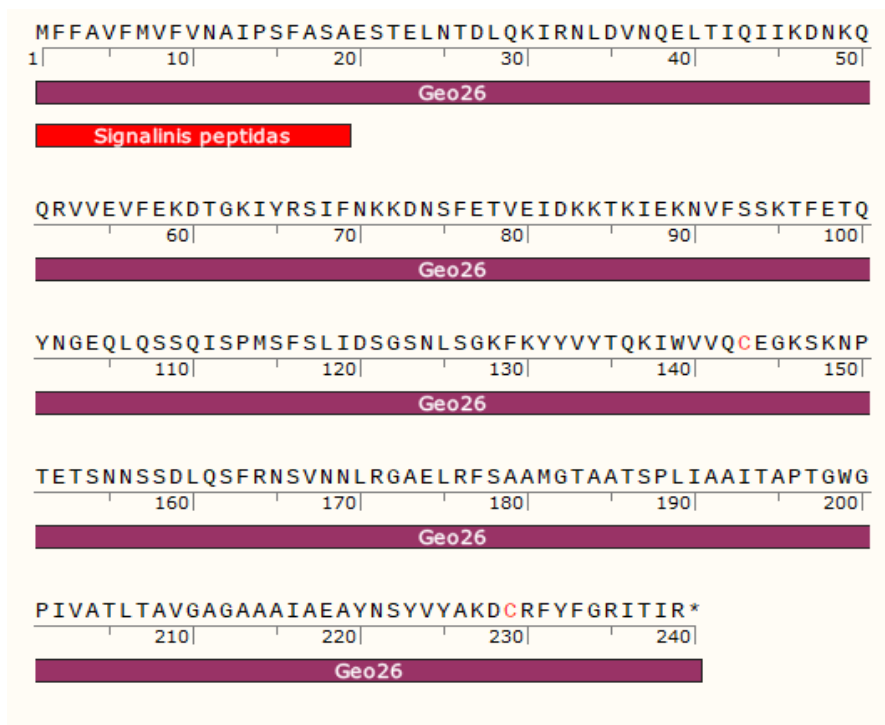 MFFAVFMVFVNAIPSFASAESTELNTDLQKIRNLDVNQELTIQIIKDNKQ
1 10 20 30 40 50
Geo26
Signalinis peptidas
QRVVEVFEKDTGKIYRSIFNKKDNSFETVEIDKKTKIEKNVFSSKTFETQ
60 70 80 90 100
Geo26
YNGEQLQSSQISPMSFSLIDSGSNLSGKFKYYVYTQKIWVVQCEGKSKNP
110 120 130 140 150
Geo26
TETSNNSSDLQSFRNSVNNLRGAELRFSAAMGTAATSPLIAAITAPTGWG
160 170 180 190 200
Geo26
PIVATLTAVGAGAAAIAEAYNSYVYAKDCRFYFGRITIR*
210 220 230 240
Geo26